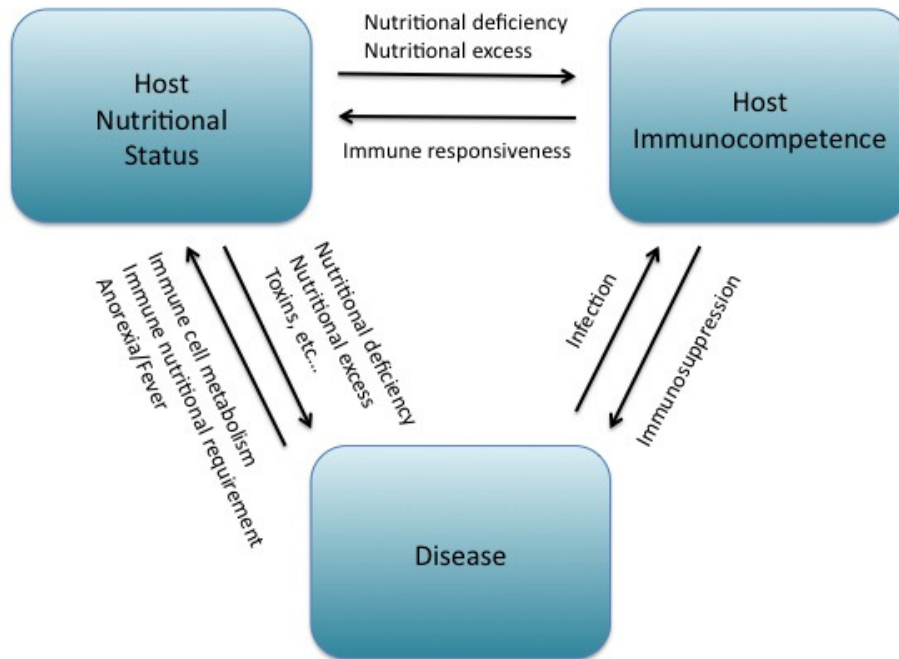 Host
Nutritional
Status
Nutritional deficiency
Nutritional excess
Immune responsiveness
Host
Immunocompetence
Immune cell metabolism
Immune nutritional requirement
Anorexia/Fever
Nutritional deficiency
Nutritional excess
Toxins, etc....
Infection
Immunosuppression
Disease